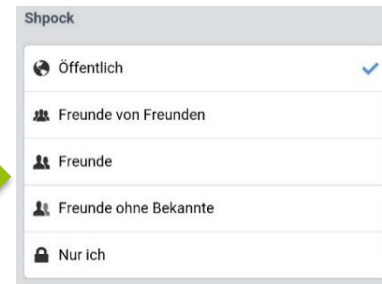 Shpock
Öffentlich
Freunde von Freunden
Freunde
Freunde ohne Bekannte
Nur ich